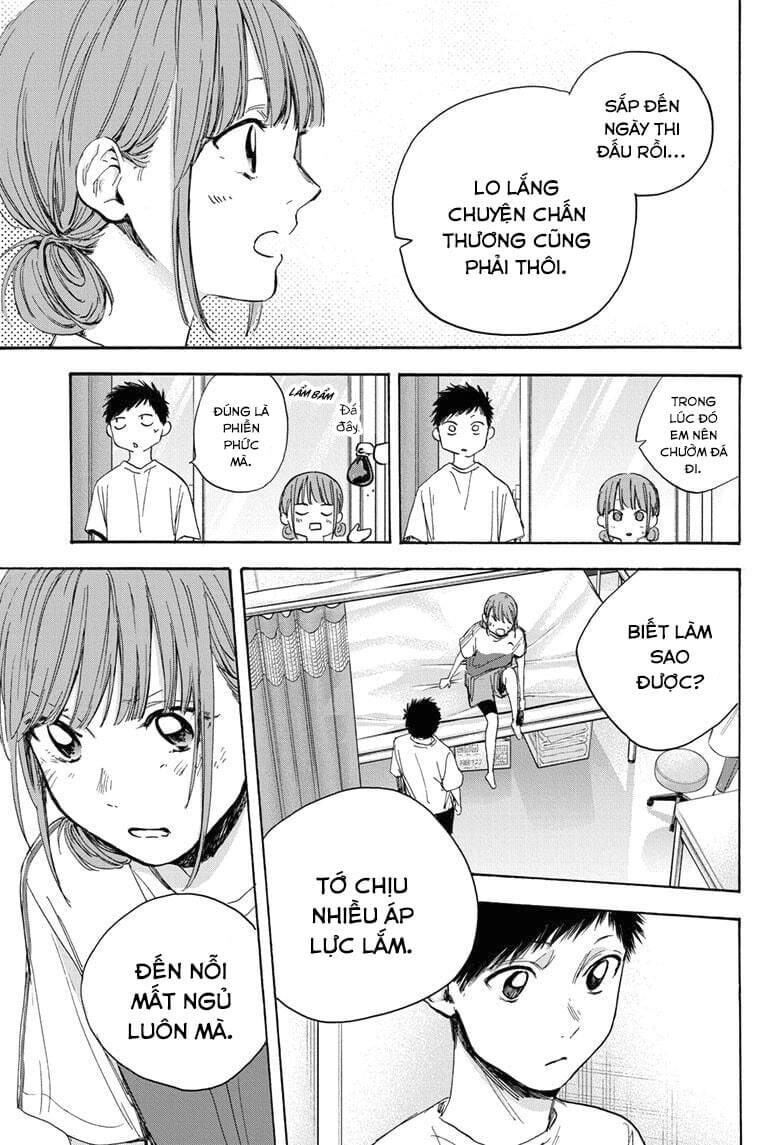 SẮP ĐẾN
NGÀY THI
ĐẤU RỒI...
LO LẮNG
CHUYỆN CHẤN
THƯƠNG CŨNG
PHẢI THÔI.
TRONG
LÚC ĐÓ
EM NÊN
CHƯỜM ĐÁ
ĐI.
Đá
đây.
LẨM BẨM
ĐÚNG LÀ
PHIỀN
PHỨC
MÀ.
BIẾT LÀM
SAO
ĐƯỢC?
TỚ CHỊU
NHIỀU ÁP
LỰC LẮM.
ĐẾN NỖI
MẤT NGỦ
LUÔN MÀ.